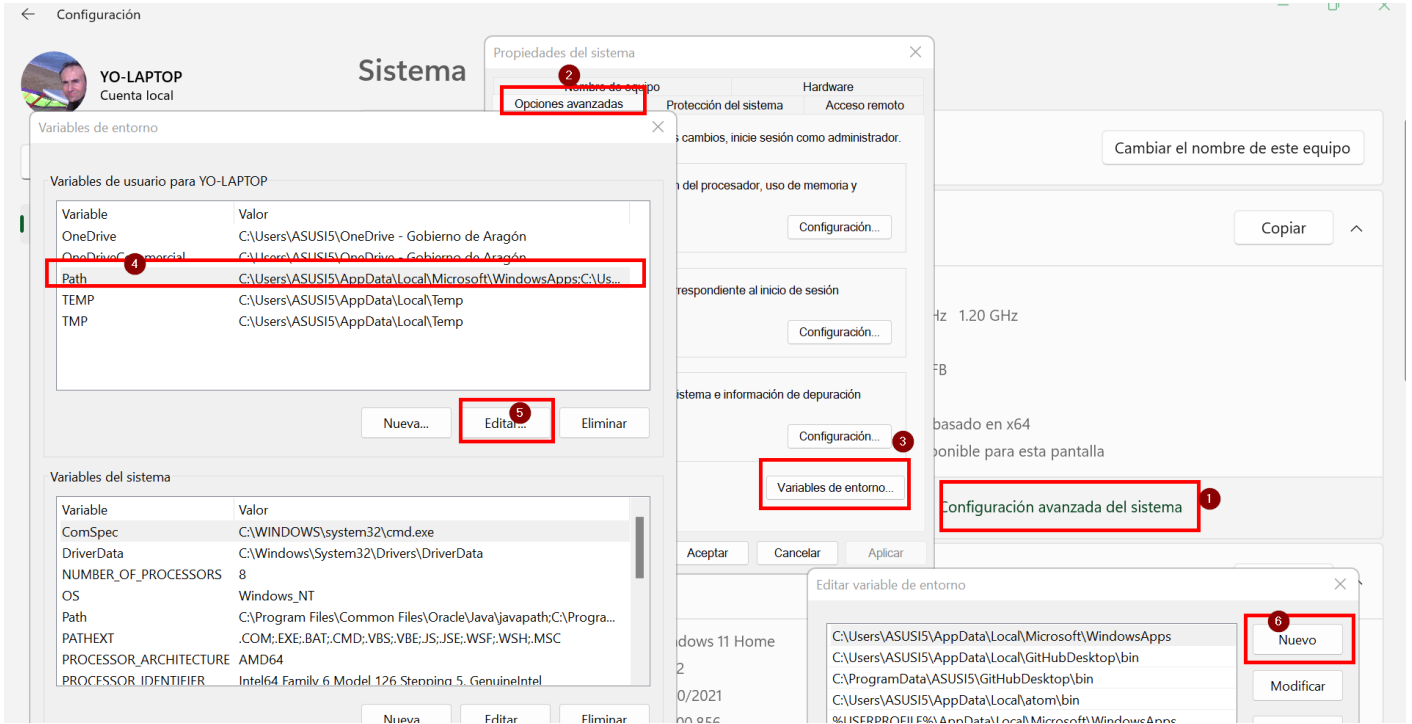 Configuración
YO-LAPTOP
Cuenta local
Sistema
Propiedades del sistema
2
Nombre de equipo
Hardware
Opciones avanzadas
Protección del sistema
Acceso remoto
s cambios, inicie sesión como administrador.
n del procesador, uso de memoria y
Configuración...
rrespondiente al inicio de sesión
Configuración...
istema e información de depuración
Configuración...
3
Variables de entorno...
Aceptar
Cancelar
Aplicar
Variables de entorno
Variables de usuario para YO-LAPTOP
Variable Valor
OneDrive C:\Users\ASUSI5\OneDrive - Gobierno de Aragón
OneDriveCommercial C:\Users\ASUSI5\OneDrive - Gobierno de Aragón
4
Path C:\Users\ASUSI5\AppData\Local\Microsoft\WindowsApps;C:\Us...
TEMP C:\Users\ASUSI5\AppData\Local\Temp
TMP C:\Users\ASUSI5\AppData\Local\Temp
Nueva...
Editar...
5
Eliminar
Variables del sistema
Variable Valor
ComSpec C:\WINDOWS\system32\cmd.exe
DriverData C:\Windows\System32\Drivers\DriverData
NUMBER_OF_PROCESSORS 8
OS Windows_NT
Path C:\Program Files\Common Files\Oracle\Java\javapath;C:\Progra...
PATHEXT .COM;.EXE;.BAT;.CMD;.VBS;.VBE;.JS;.JSE;.WSF;.WSH;.MSC
PROCESSOR_ARCHITECTURE AMD64
PROCESSOR_IDENTIFIER Intel64 Family 6 Model 126 Stepping 5, GenuineIntel
Nueva
Editar
Eliminar
Cambiar el nombre de este equipo
Copiar
Hz 1.20 GHz
FB
basado en x64
ponible para esta pantalla
Configuración avanzada del sistema
1
dows 11 Home
2
0/2021
00.856
Editar variable de entorno
C:\Users\ASUSI5\AppData\Local\Microsoft\WindowsApps
C:\Users\ASUSI5\AppData\Local\GitHubDesktop\bin
C:\ProgramData\ASUSI5\GitHubDesktop\bin
C:\Users\ASUSI5\AppData\Local\atom\bin
%USERPROFILE%\AppData\Local\Microsoft\WindowsApps
6
Nuevo
Modificar